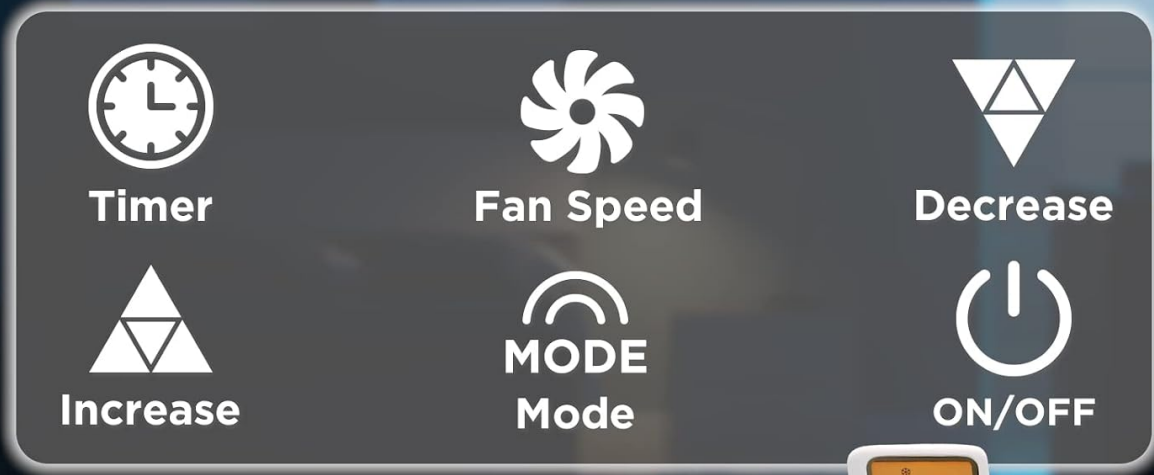 Timer
Fan Speed
Decrease
MODE
Increase
Mode
ON/OFF